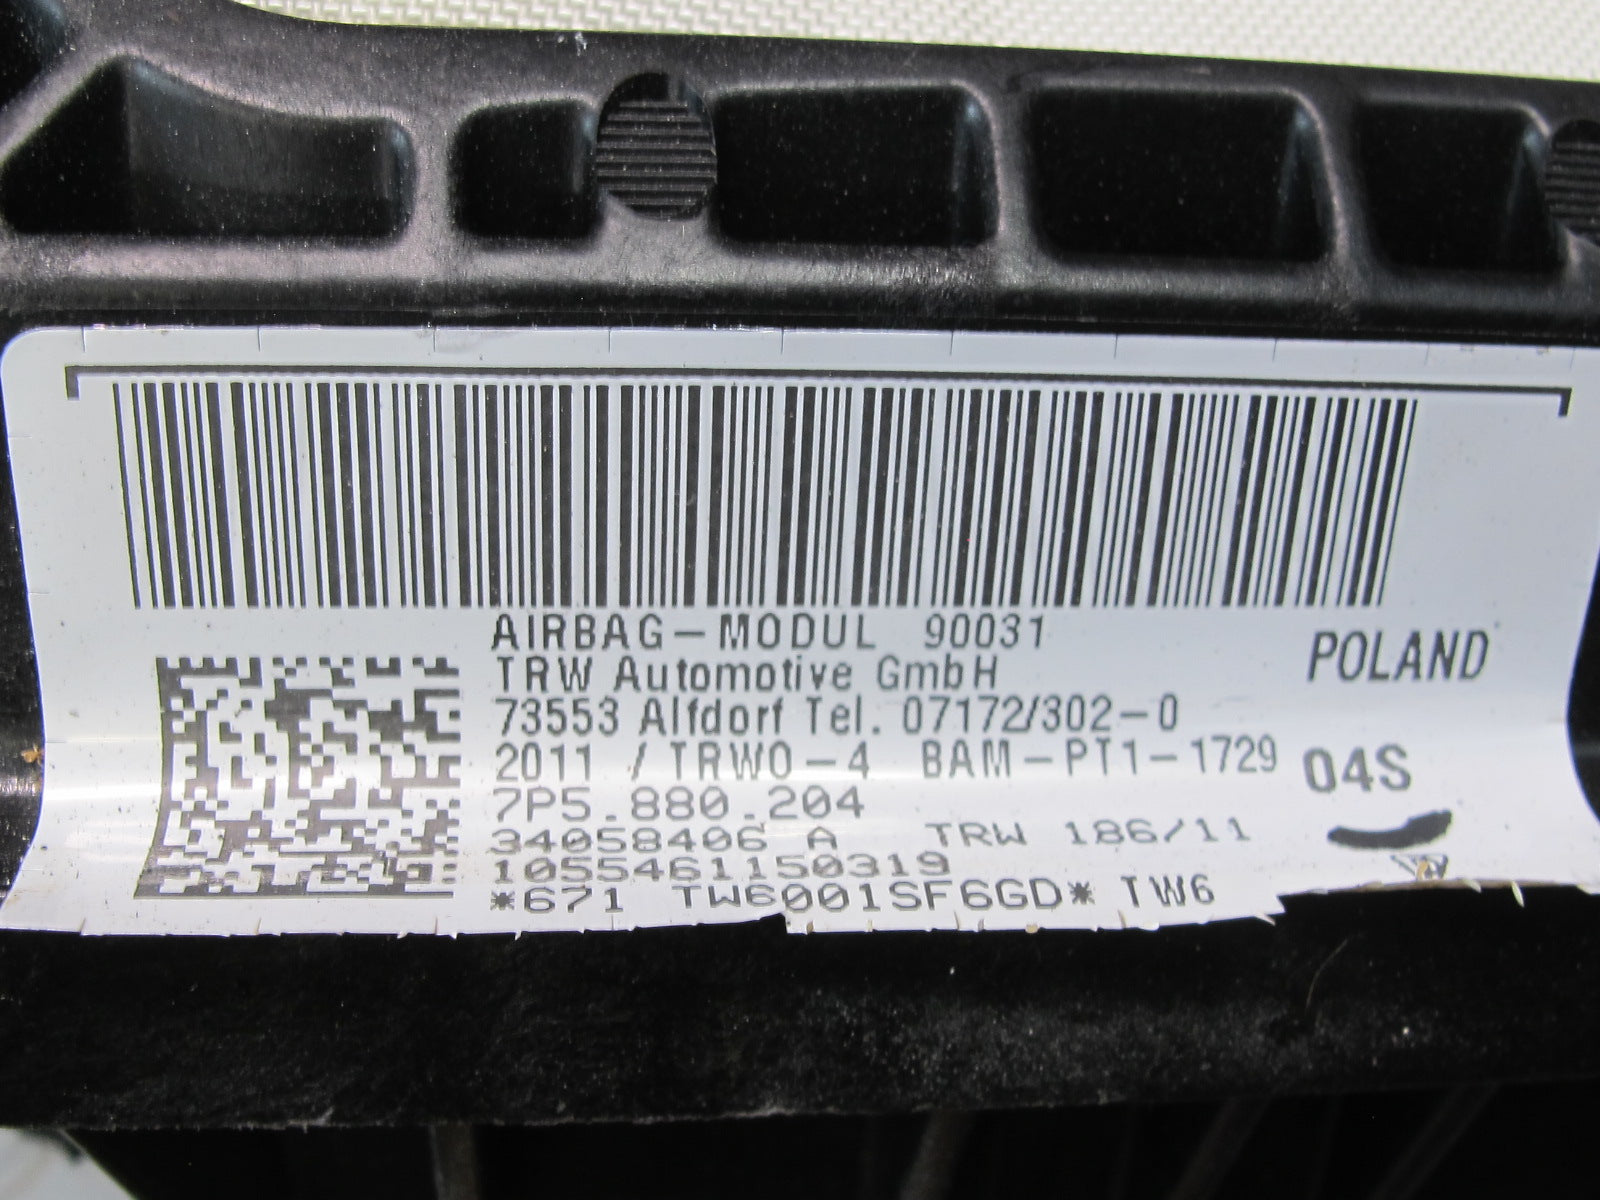 AIRBAG-MODUL 90031
TRW Automotive GmbH
POLAND
73553 Alfdorf Tel. 07172/302-0
2011 / TRWO-4 BAM-PT1-1729
04S
7P5.880.204
34058406 A TRW 186/11
1055461150319
*671 TW6001SF6GD* TW6